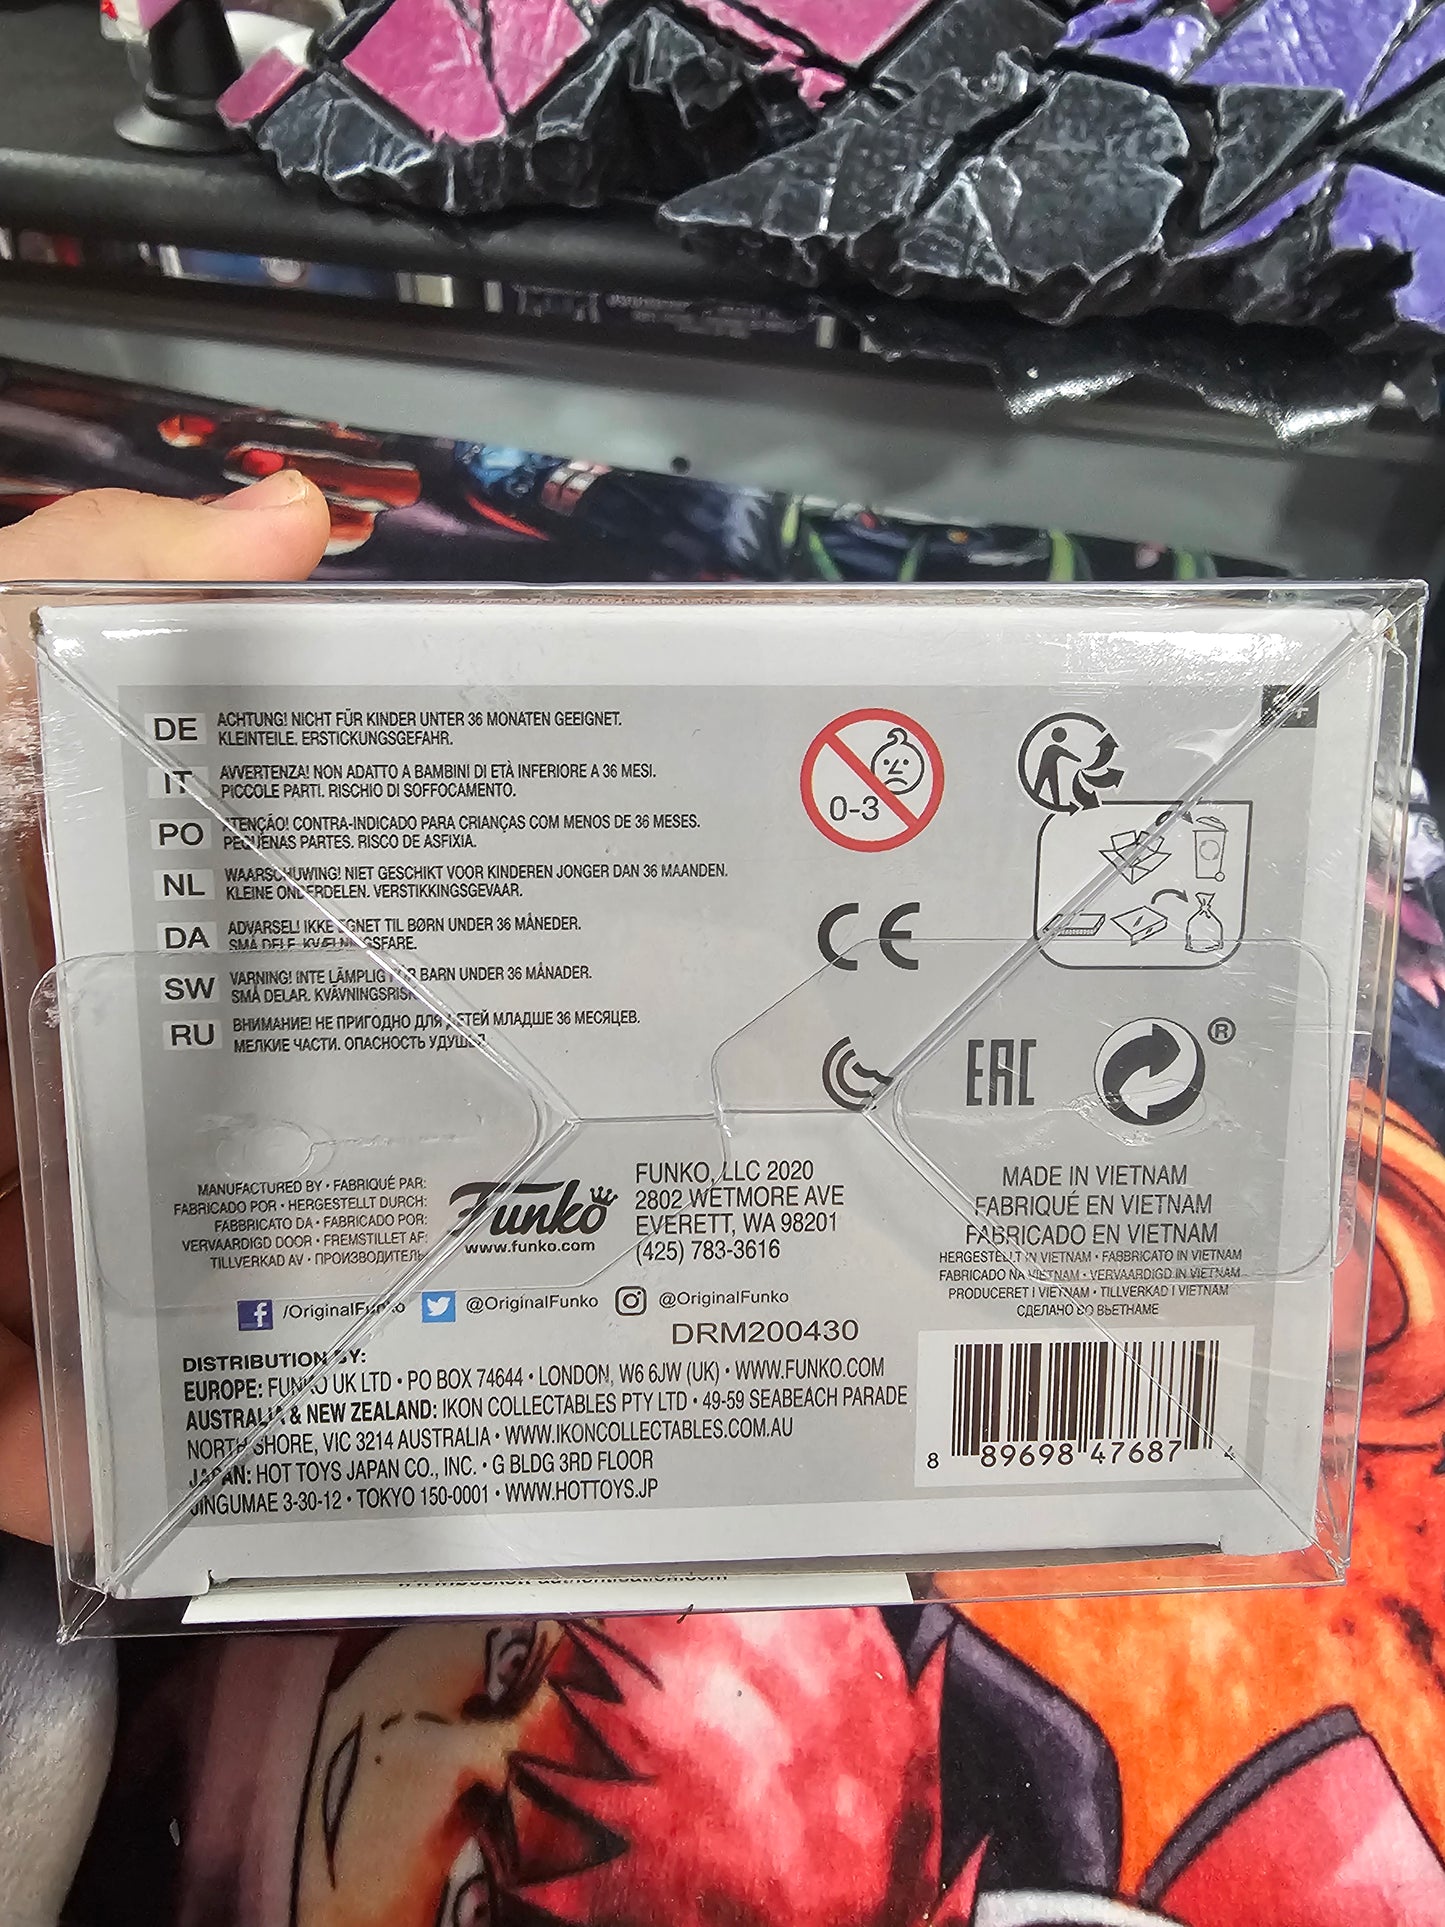 DE ACHTUNG! NICHT FÜR KINDER UNTER 36 MONATEN GEEIGNET.
KLEINTEILE. ERSTICKUNGSGEFAHR.
IT AVVERTENZA! NON ADATTO A BAMBINI DI ETÀ INFERIORE A 36 MESI.
PICCOLE PARTI. RISCHIO DI SOFFOCAMENTO.
PO ATENÇÃO! CONTRA-INDICADO PARA CRIANÇAS COM MENOS DE 36 MESES.
PEQUENAS PARTES. RISCO DE ASFIXIA.
NL WAARSCHUWING! NIET GESCHIKT VOOR KINDEREN JONGER DAN 36 MAANDEN.
KLEINE ONDERDELEN. VERSTIKKINGSGEVAAR.
DA ADVARSEL! IKKE EGNET TIL BØRN UNDER 36 MÅNEDER.
SMÅ DELE. KVÆLNINGSFARE.
SW VARNING! INTE LÄMPLIG FÖR BARN UNDER 36 MÅNADER.
SMÅ DELAR. KVÄVNINGSRISK
RU ВНИМАНИЕ! НЕ ПРИГОДНО ДЛЯ ДЕТЕЙ МЛАДШЕ 36 МЕСЯЦЕВ.
МЕЛКИЕ ЧАСТИ. ОПАСНОСТЬ УДУШЬЯ
0-3
CE
EAC
®
MANUFACTURED BY • FABRIQUÉ PAR:
FABRICADO POR • HERGESTELLT DURCH:
FABBRICATO DA • FABRICADO POR:
VERVAARDIGD DOOR • FREMSTILLET AF:
TILLVERKAD AV • ПРОИЗВОДИТЕЛЬ
Funko
www.funko.com
FUNKO, LLC 2020
2802 WETMORE AVE
EVERETT, WA 98201
(425) 783-3616
MADE IN VIETNAM
FABRIQUÉ EN VIETNAM
FABRICADO EN VIETNAM
HERGESTELLT IN VIETNAM • FABBRICATO IN VIETNAM
FABRICADO NA VIETNAM • VERVAARDIGD IN VIETNAM
PRODUCERET I VIETNAM • TILLVERKAD I VIETNAM
СДЕЛАНО ВО ВЬЕТНАМЕ
/OriginalFunko @OriginalFunko @OriginalFunko
DRM200430
DISTRIBUTION BY:
EUROPE: FUNKO UK LTD • PO BOX 74644 • LONDON, W6 6JW (UK) • WWW.FUNKO.COM
AUSTRALIA & NEW ZEALAND: IKON COLLECTABLES PTY LTD • 49-59 SEABEACH PARADE
NORTH SHORE, VIC 3214 AUSTRALIA • WWW.IKONCOLLECTABLES.COM.AU
JAPAN: HOT TOYS JAPAN CO., INC. • G BLDG 3RD FLOOR
JINGUMAE 3-30-12 • TOKYO 150-0001 • WWW.HOTTOYS.JP
8 89698 47687 4